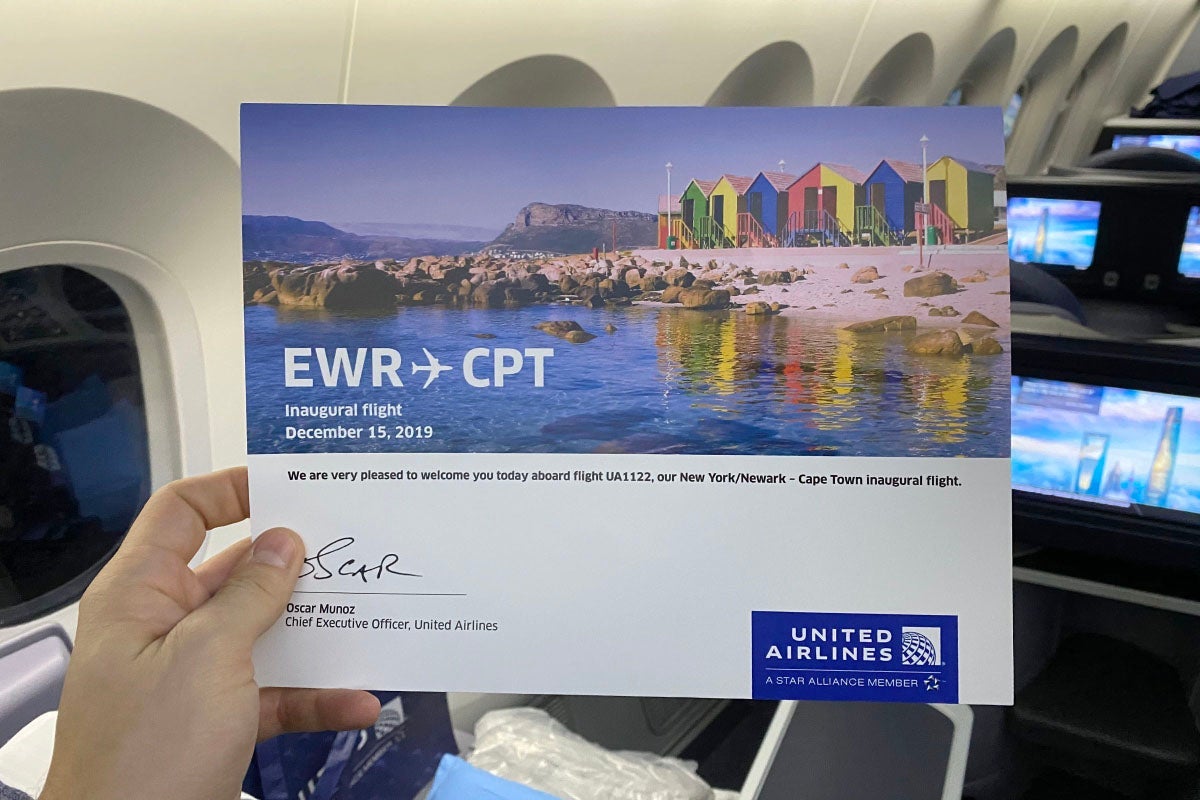 EWR CPT
Inaugural flight
December 15, 2019
We are very pleased to welcome you today aboard flight UA1122, our New York/Newark – Cape Town inaugural flight.
OSCAR
Oscar Munoz
Chief Executive Officer, United Airlines
UNITED
AIRLINES
A STAR ALLIANCE MEMBER